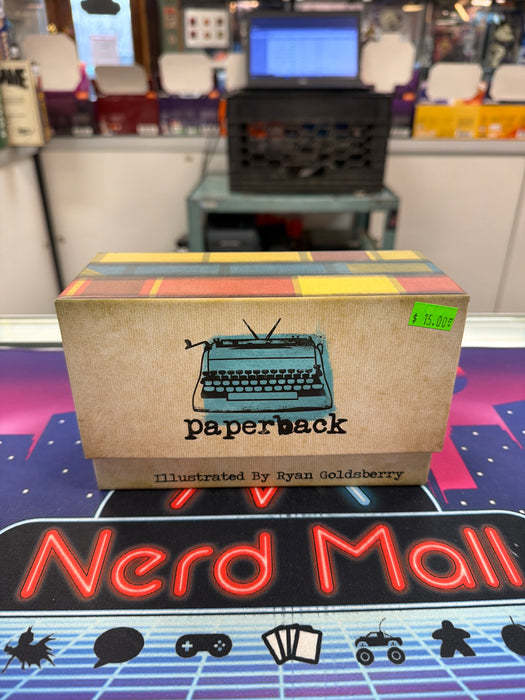 $ 15.00
paperback
Illustrated By Ryan Goldsberry
Nerd Mall